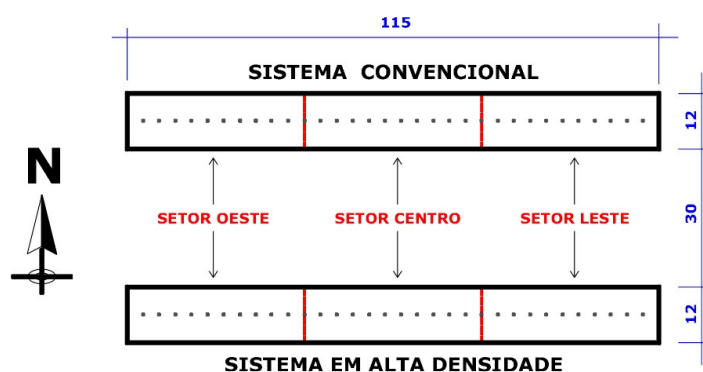 115
SISTEMA CONVENCIONAL
12
N
SETOR OESTE
SETOR CENTRO
SETOR LESTE
30
12
SISTEMA EM ALTA DENSIDADE